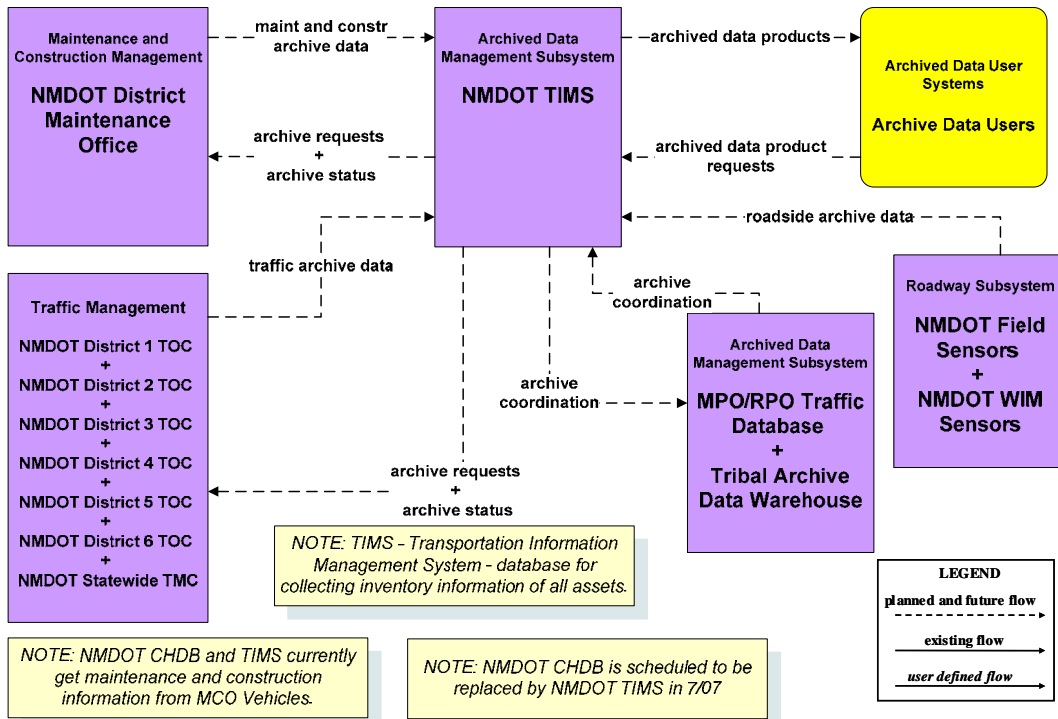 Maintenance and
Construction Management
NMDOT District
Maintenance
Office
maint and constr
archive data
Archived Data
Management Subsystem
NMDOT TIMS
archived data products
Archived Data User
Systems
Archive Data Users
archive requests
+
archive status
archived data product
requests
roadside archive data
traffic archive data
Traffic Management
NMDOT District 1 TOC
+
NMDOT District 2 TOC
+
NMDOT District 3 TOC
+
NMDOT District 4 TOC
+
NMDOT District 5 TOC
+
NMDOT District 6 TOC
+
NMDOT Statewide TMC
archive
coordination
archive
coordination
Archived Data
Management Subsystem
MPO/RPO Traffic
Database
+
Tribal Archive
Data Warehouse
Roadway Subsystem
NMDOT Field
Sensors
+
NMDOT WIM
Sensors
archive requests
+
archive status
NOTE: TIMS - Transportation Information
Management System - database for
collecting inventory information of all assets.
NOTE: NMDOT CHDB and TIMS currently
get maintenance and construction
information from MCO Vehicles.
NOTE: NMDOT CHDB is scheduled to be
replaced by NMDOT TIMS in 7/07
LEGEND
planned and future flow
existing flow
user defined flow